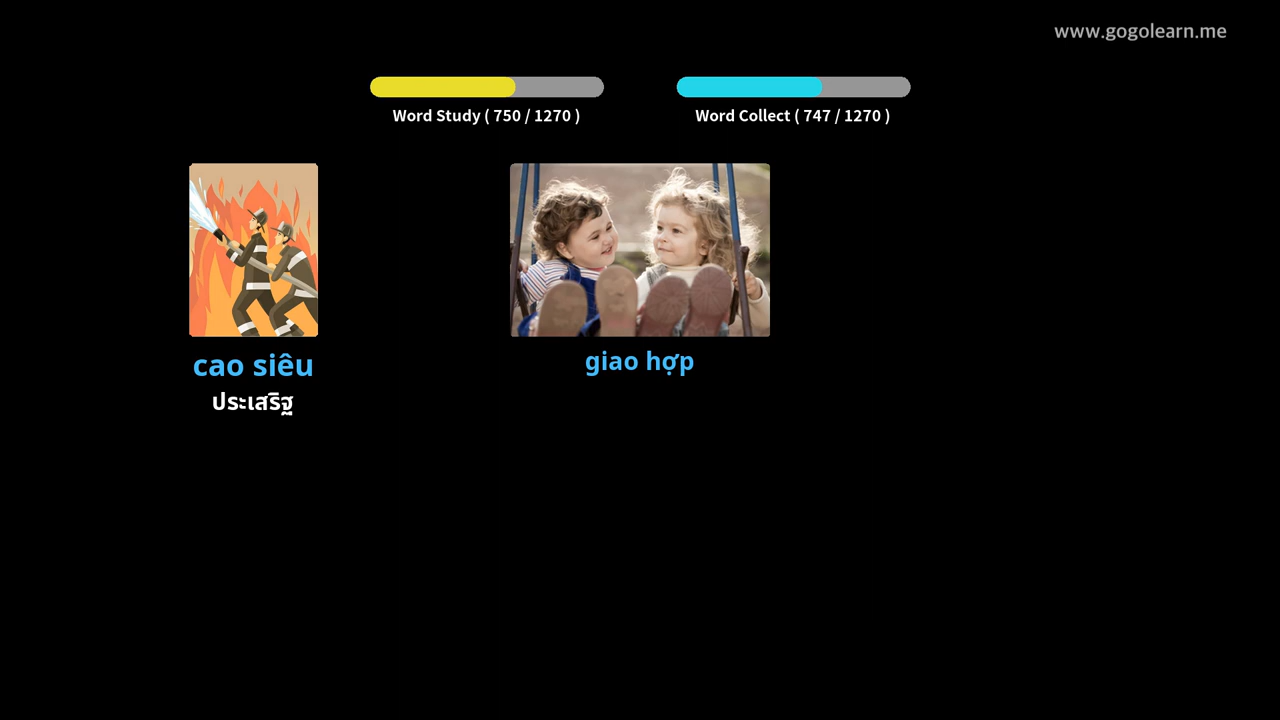 www.gogolearn.me
Word Study ( 750 / 1270 )
Word Collect ( 747 / 1270 )
cao siêu
ประเสริฐ
giao hợp